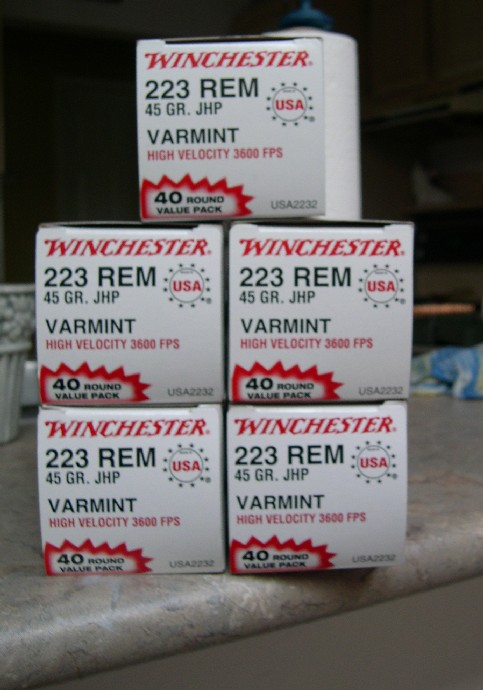 WINCHESTER®
223 REM
45 GR. JHP
USA
VARMINT
HIGH VELOCITY 3600 FPS
40 ROUND
VALUE PACK
USA2232
WINCHESTER®
223 REM
45 GR. JHP
USA
VARMINT
HIGH VELOCITY 3600 FPS
40 ROUND
VALUE PACK
USA2232
WINCHESTER®
223 REM
45 GR. JHP
USA
VARMINT
HIGH VELOCITY 3600 FPS
40 ROUND
VALUE PACK
USA2232
WINCHESTER®
223 REM
45 GR. JHP
USA
VARMINT
HIGH VELOCITY 3600 FPS
40 ROUND
VALUE PACK
USA2232
WINCHESTER®
223 REM
45 GR. JHP
USA
VARMINT
HIGH VELOCITY 3600 FPS
40 ROUND
VALUE PACK
USA2232